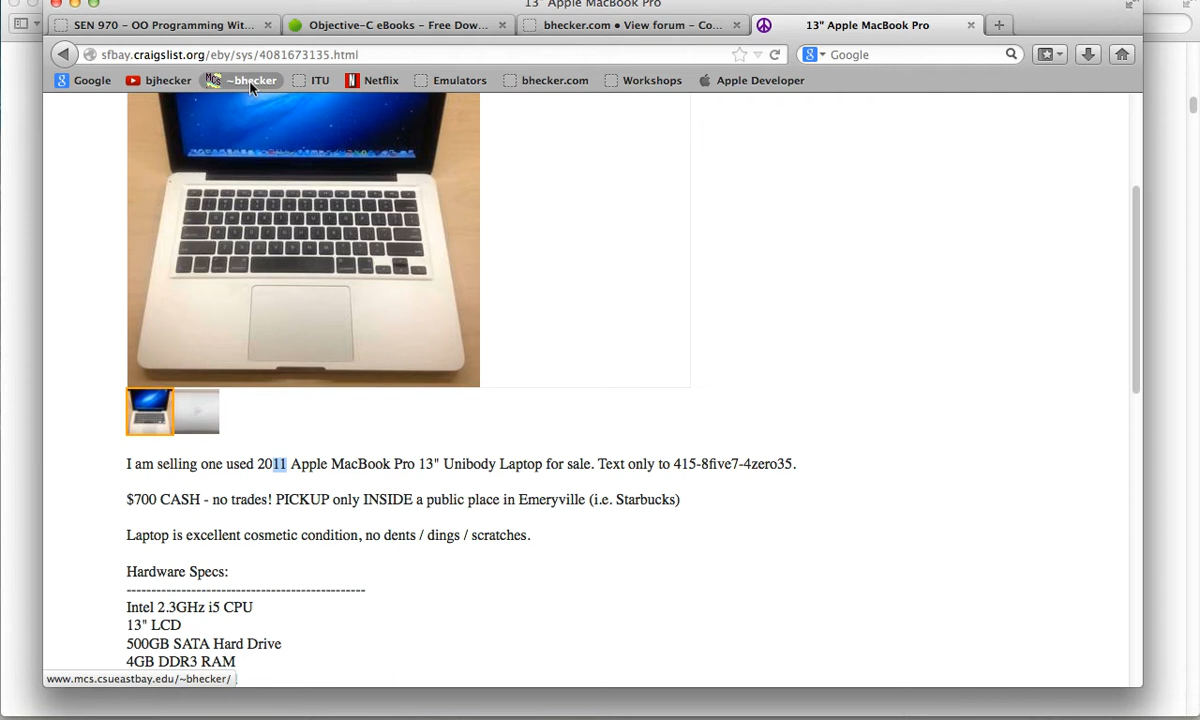 13" Apple MacBook Pro
SEN 970 - OO Programming Wit... Objective-C eBooks - Free Dow... bhecker.com • View forum - Co... 13" Apple MacBook Pro
sfbay.craigslist.org/eby/sys/4081673135.html Google
Google bjhecker ~bhecker ITU Netflix Emulators bhecker.com Workshops Apple Developer
I am selling one used 2011 Apple MacBook Pro 13" Unibody Laptop for sale. Text only to 415-8five7-4zero35.
$700 CASH - no trades! PICKUP only INSIDE a public place in Emeryville (i.e. Starbucks)
Laptop is excellent cosmetic condition, no dents / dings / scratches.
Hardware Specs:
-----------------------------------------------
Intel 2.3GHz i5 CPU
13" LCD
500GB SATA Hard Drive
4GB DDR3 RAM
www.mcs.csueastbay.edu/~bhecker/